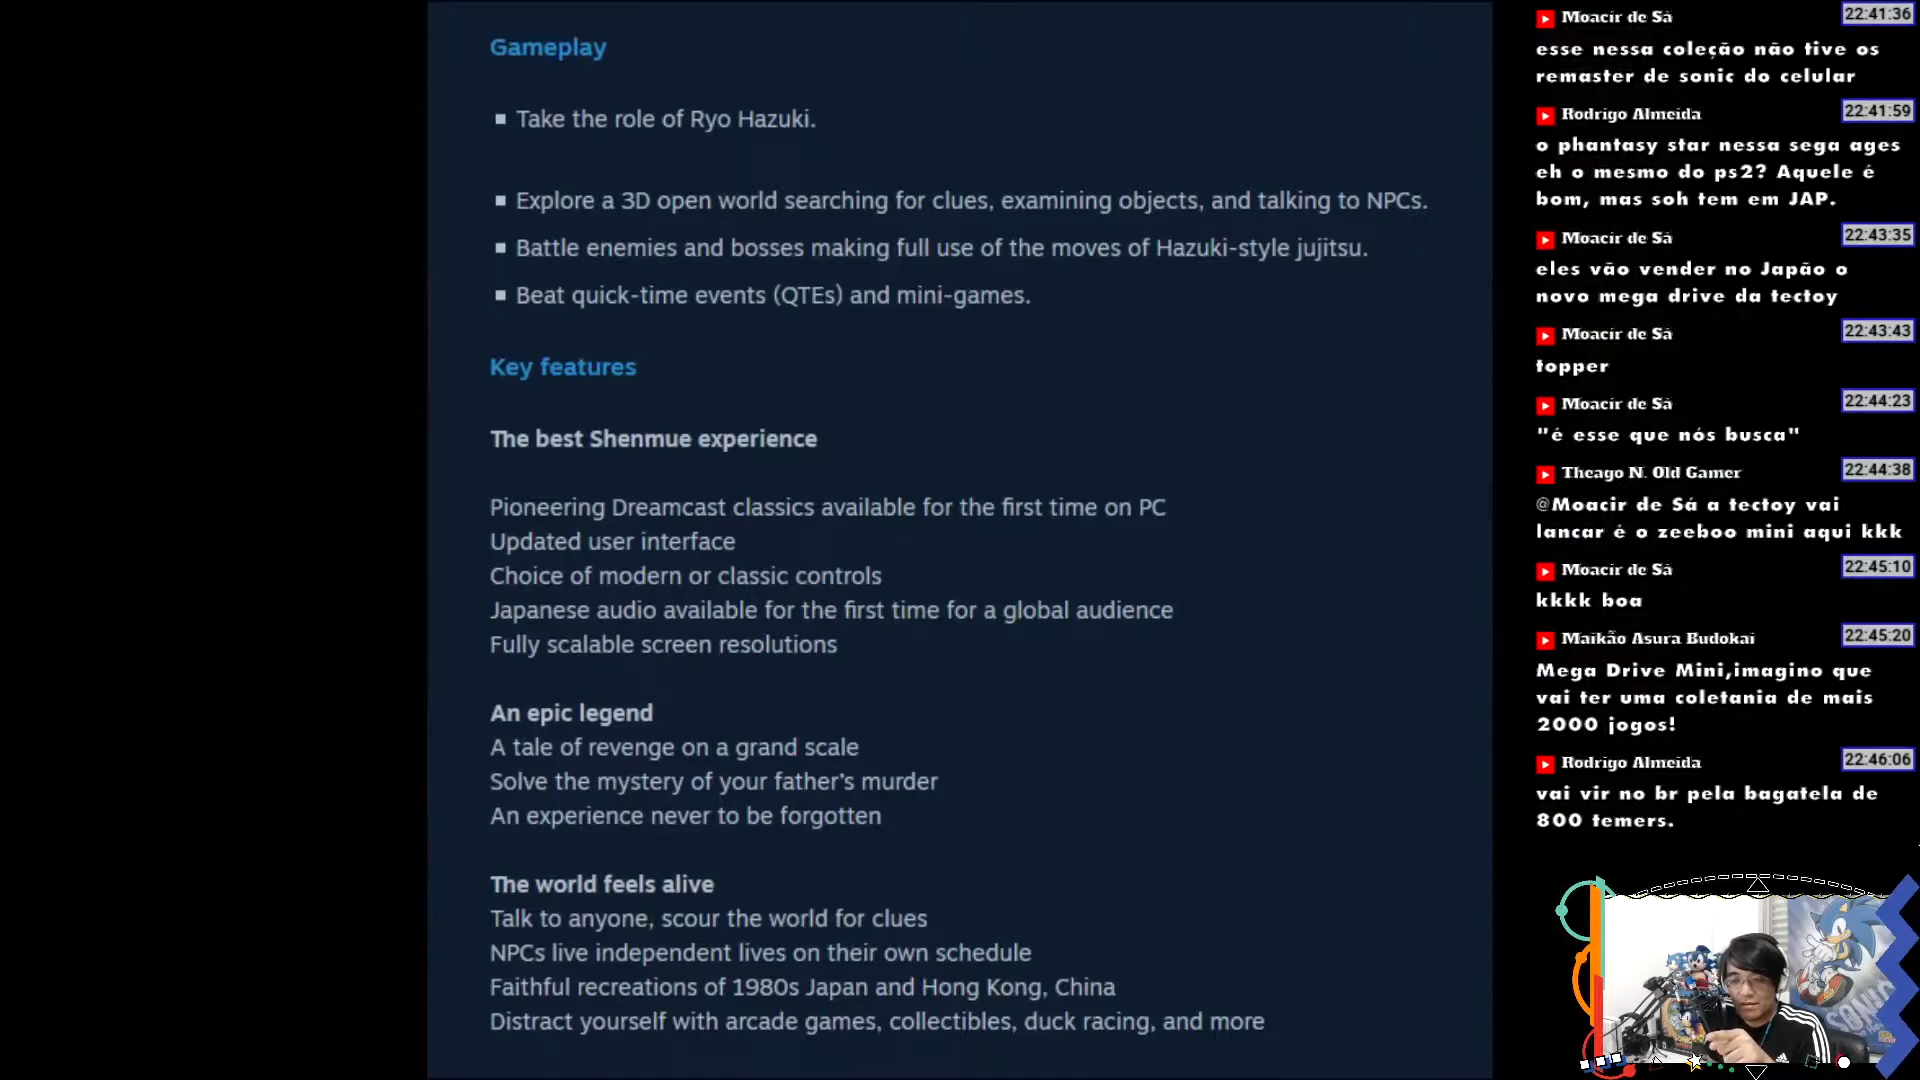 Gameplay
▪ Take the role of Ryo Hazuki.
▪ Explore a 3D open world searching for clues, examining objects, and talking to NPCs.
▪ Battle enemies and bosses making full use of the moves of Hazuki-style jujitsu.
▪ Beat quick-time events (QTEs) and mini-games.
Key features
The best Shenmue experience
Pioneering Dreamcast classics available for the first time on PC
Updated user interface
Choice of modern or classic controls
Japanese audio available for the first time for a global audience
Fully scalable screen resolutions
An epic legend
A tale of revenge on a grand scale
Solve the mystery of your father's murder
An experience never to be forgotten
The world feels alive
Talk to anyone, scour the world for clues
NPCs live independent lives on their own schedule
Faithful recreations of 1980s Japan and Hong Kong, China
Distract yourself with arcade games, collectibles, duck racing, and more
Moacir de Sá 22:41:36
esse nessa coleção não tive os
remaster de sonic do celular
Rodrigo Almeida 22:41:59
o phantasy star nessa sega ages
eh o mesmo do ps2? Aquele é
bom, mas soh tem em JAP.
Moacir de Sá 22:43:35
eles vão vender no Japão o
novo mega drive da tectoy
Moacir de Sá 22:43:43
topper
Moacir de Sá 22:44:23
"é esse que nós busca"
Theago N. Old Gamer 22:44:38
@Moacir de Sá a tectoy vai
lancar é o zeeboo mini aqui kkk
Moacir de Sá 22:45:10
kkkk boa
Maikão Asura Budokai 22:45:20
Mega Drive Mini,imagino que
vai ter uma coletania de mais
2000 jogos!
Rodrigo Almeida 22:46:06
vai vir no br pela bagatela de
800 temers.
SONIC